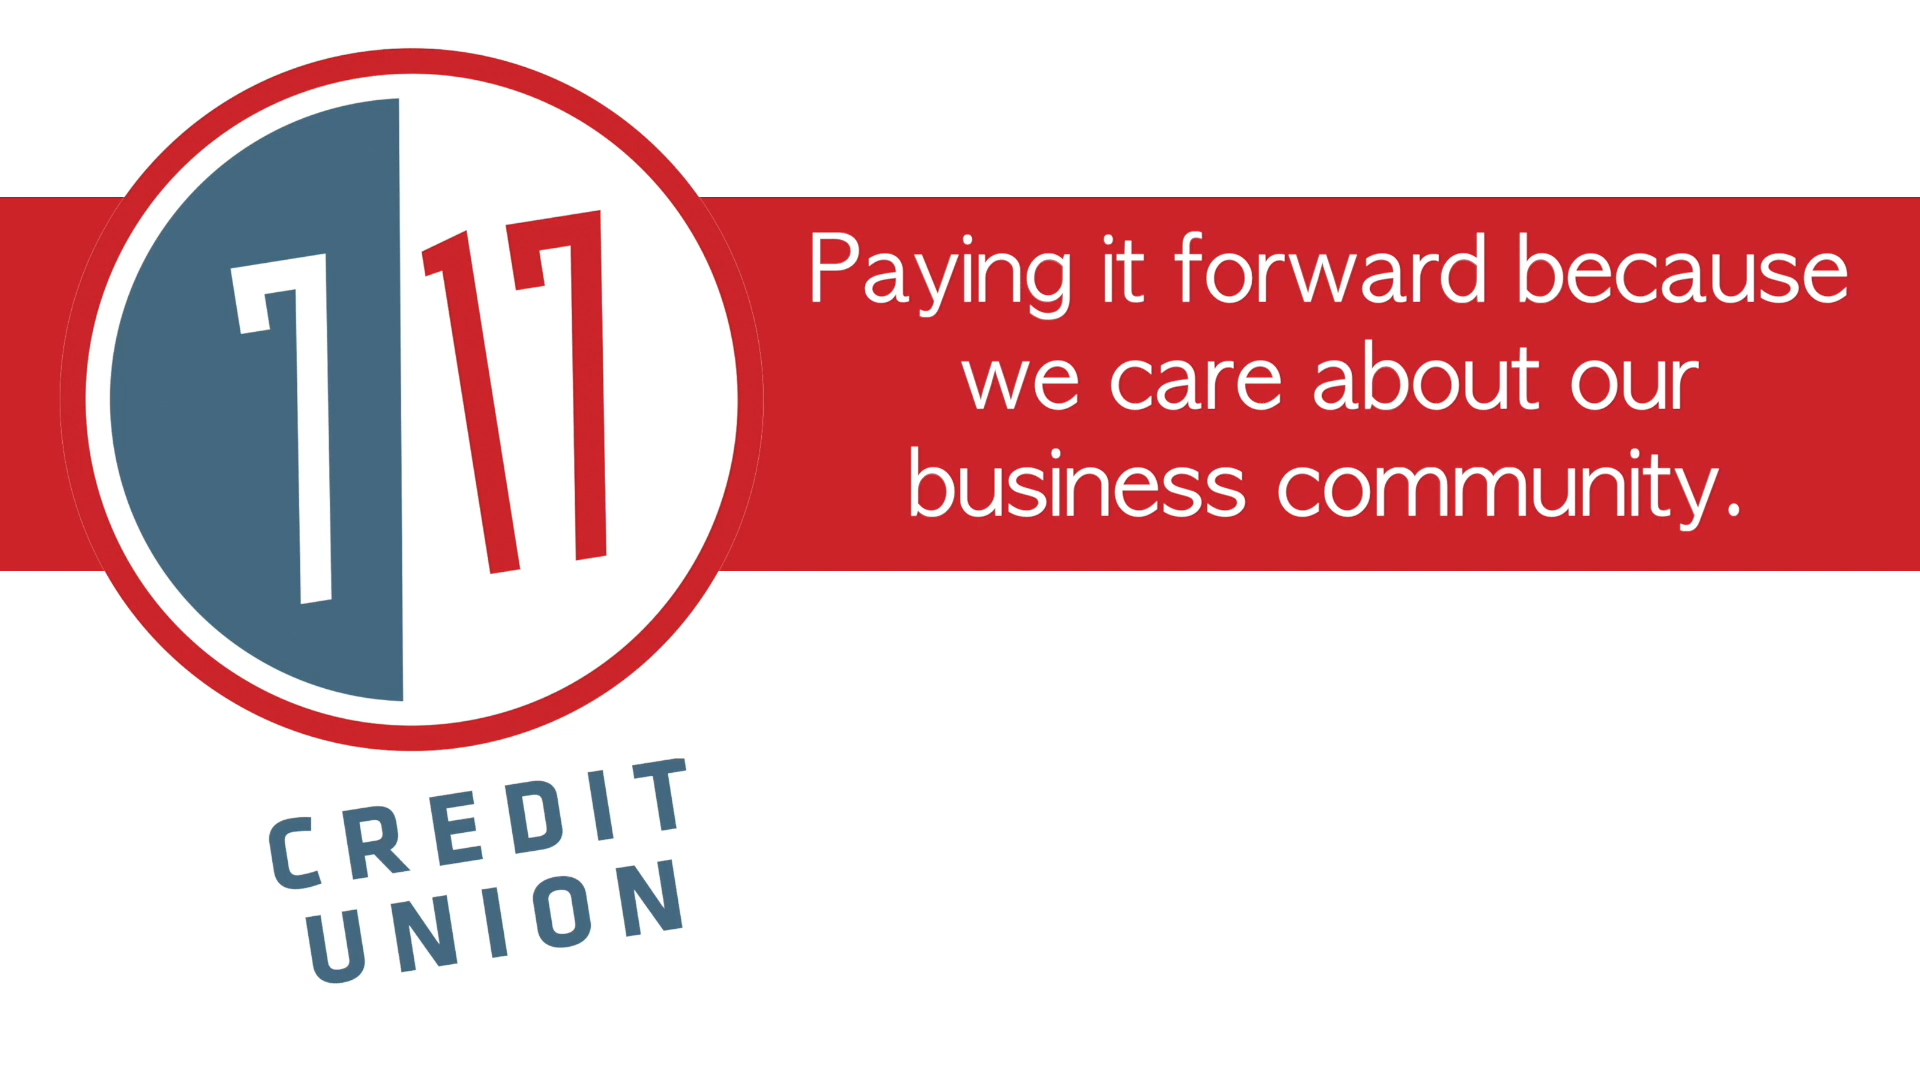 7 17
CREDIT
UNION
Paying it forward because
we care about our
business community.